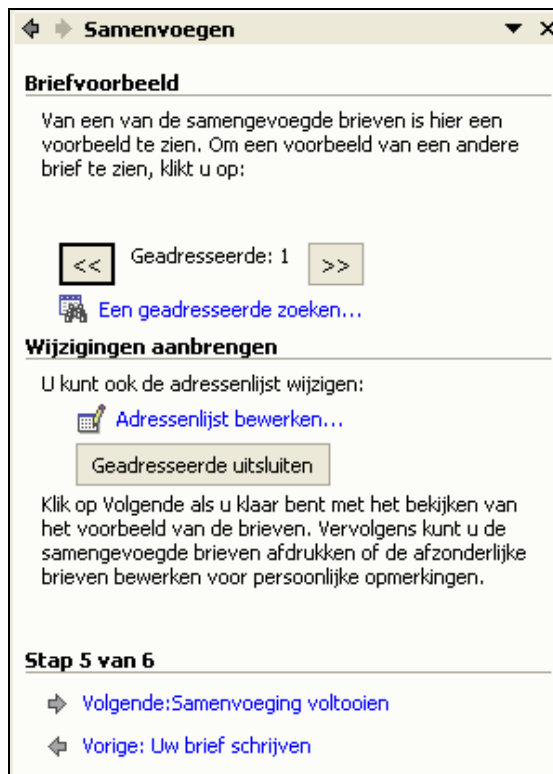 Samenvoegen
Briefvoorbeeld
Van een van de samengevoegde brieven is hier een
voorbeeld te zien. Om een voorbeeld van een andere
brief te zien, klikt u op:
<< Geadresseerde: 1 >>
Een geadresseerde zoeken...
Wijzigingen aanbrengen
U kunt ook de adressenlijst wijzigen:
Adressenlijst bewerken...
Geadresseerde uitsluiten
Klik op Volgende als u klaar bent met het bekijken van
het voorbeeld van de brieven. Vervolgens kunt u de
samengevoegde brieven afdrukken of de afzonderlijke
brieven bewerken voor persoonlijke opmerkingen.
Stap 5 van 6
Volgende:Samenvoeging voltooien
Vorige: Uw brief schrijven